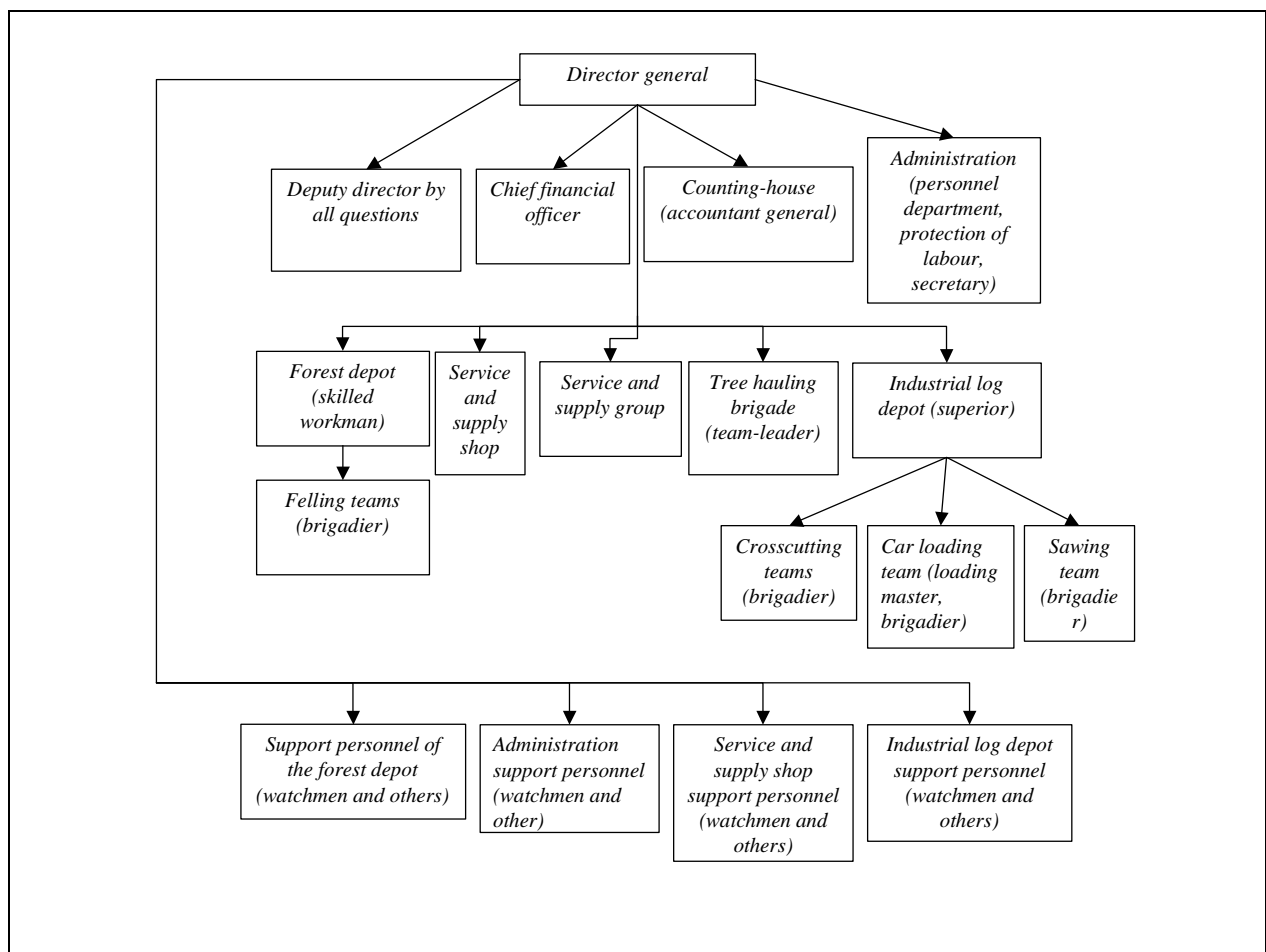 Director general
Deputy director by
all questions
Chief financial
officer
Counting-house
(accountant general)
Administration
(personnel
department,
protection of
labour,
secretary)
Forest depot
(skilled
workman)
Service
and
supply
shop
Service and
supply group
Tree hauling
brigade
(team-leader)
Industrial log
depot (superior)
Felling teams
(brigadier)
Crosscutting
teams
(brigadier)
Car loading
team (loading
master,
brigadier)
Sawing
team
(brigadie
r)
Support personnel of
the forest depot
(watchmen and others)
Administration
support personnel
(watchmen and
other)
Service and
supply shop
support personnel
(watchmen and
others)
Industrial log depot
support personnel
(watchmen and
others)